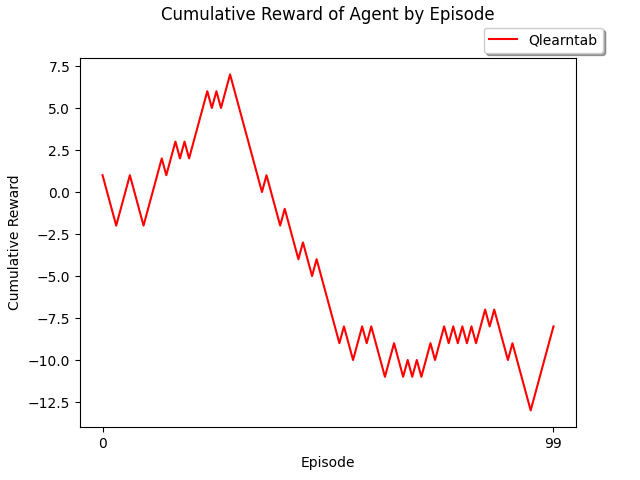 Cumulative Reward of Agent by Episode
Qlearntab
7.5
5.0
2.5
0.0
−2.5
−5.0
−7.5
−10.0
−12.5
Cumulative Reward
0 99
Episode